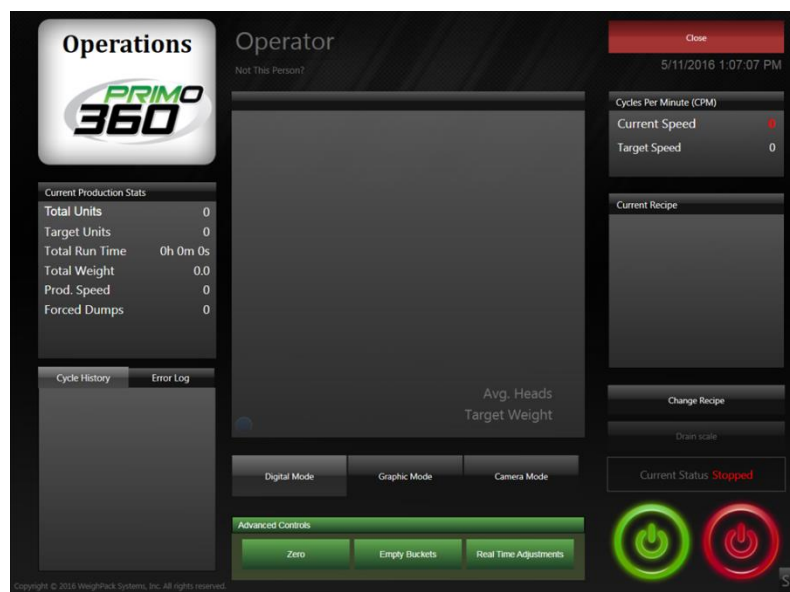 Operations
PRIMO
360
Operator
Not This Person?
Close
5/11/2016 1:07:07 PM
Cycles Per Minute (CPM)
Current Speed 0
Target Speed 0
Current Production Stats
Total Units 0
Target Units 0
Total Run Time 0h 0m 0s
Total Weight 0.0
Prod. Speed 0
Forced Dumps 0
Current Recipe
Cycle History Error Log
Avg. Heads
Target Weight
Change Recipe
Drain scale
Digital Mode Graphic Mode Camera Mode
Current Status Stopped
Advanced Controls
Zero Empty Buckets Real Time Adjustments
S
Copyright © 2016 WeighPack Systems, Inc. All rights reserved.